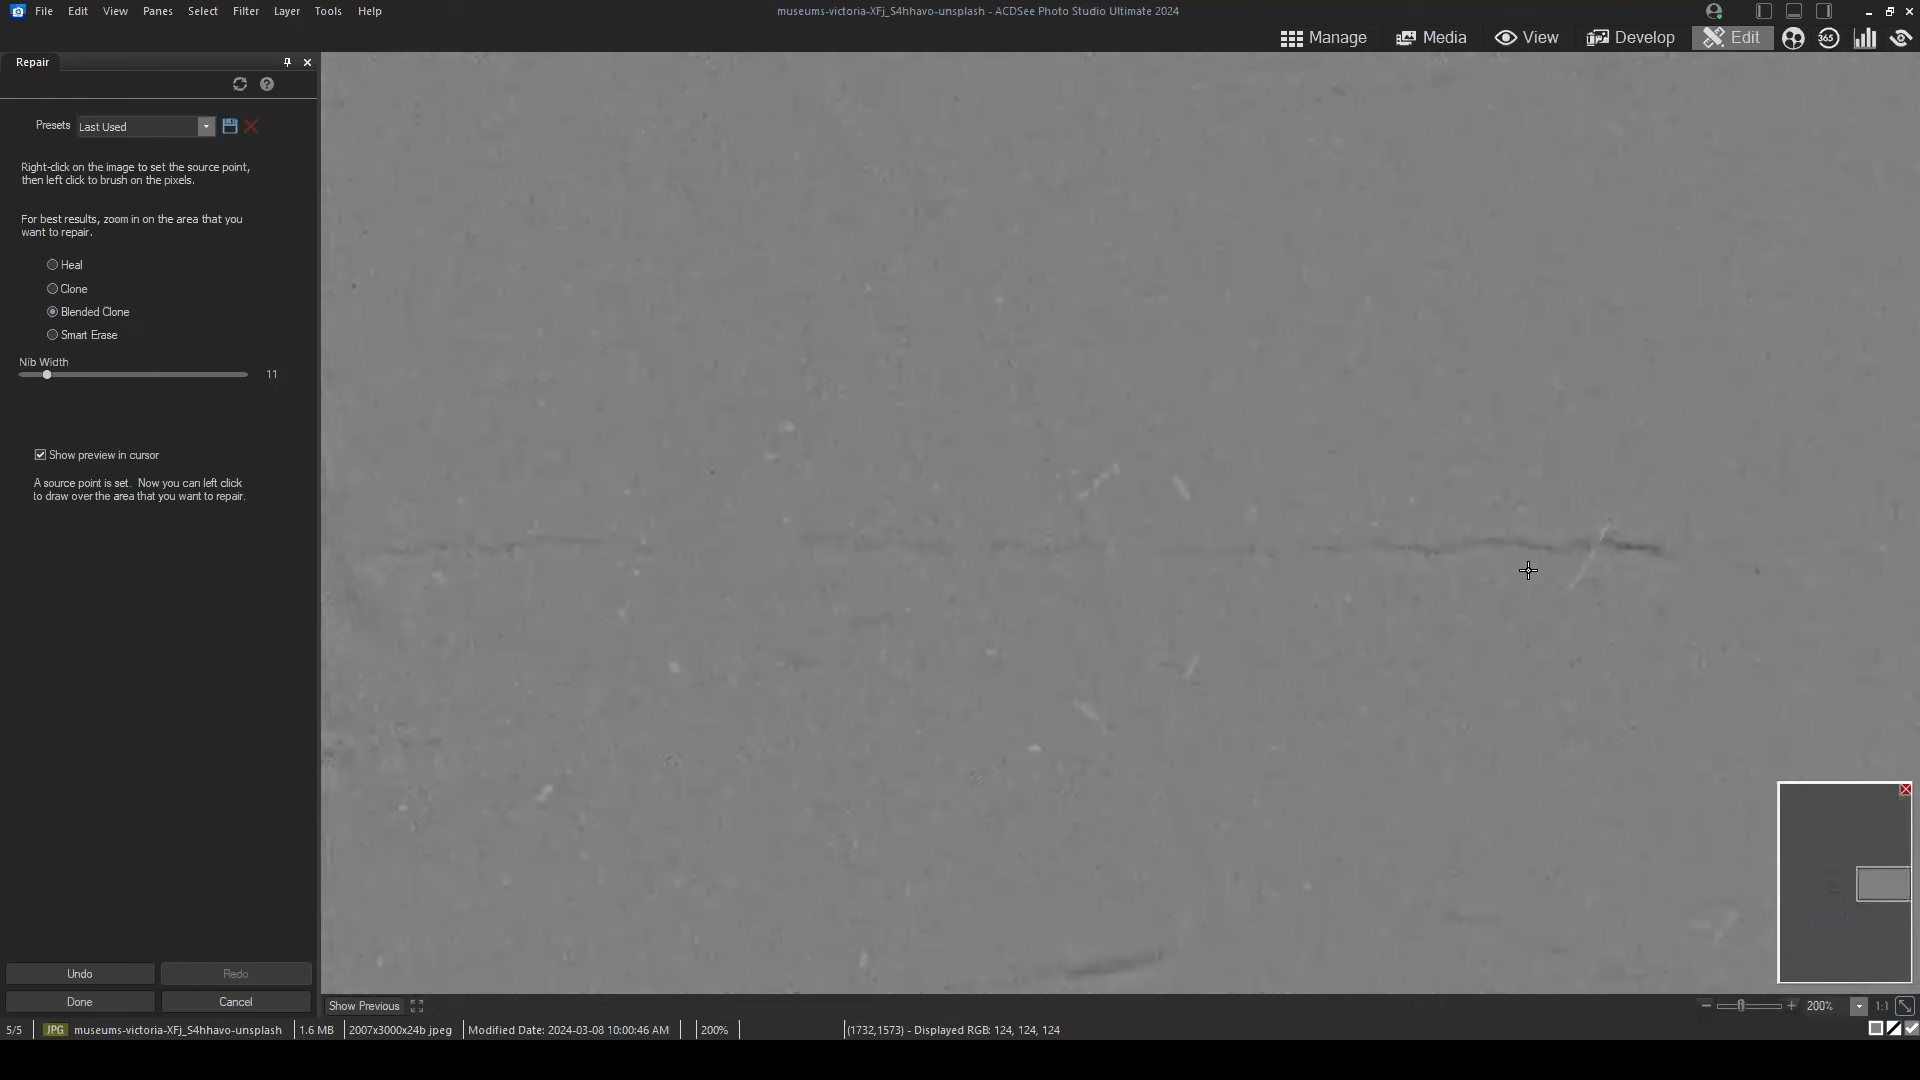 File Edit View Panes Select Filter Layer Tools Help
museums-victoria-XFj_S4hhavo-unsplash - ACDSee Photo Studio Ultimate 2024
Manage Media View Develop Edit 365
Repair
Presets Last Used
Right-click on the image to set the source point,
then left click to brush on the pixels.
For best results, zoom in on the area that you
want to repair.
Heal
Clone
Blended Clone
Smart Erase
Nib Width
11
Show preview in cursor
A source point is set. Now you can left click
to draw over the area that you want to repair.
Undo Redo
Done Cancel
Show Previous
200% 1:1
5/5 JPG museums-victoria-XFj_S4hhavo-unsplash 1.6 MB 2007x3000x24b jpeg Modified Date: 2024-03-08 10:00:46 AM 200% (1732,1573) - Displayed RGB: 124, 124, 124